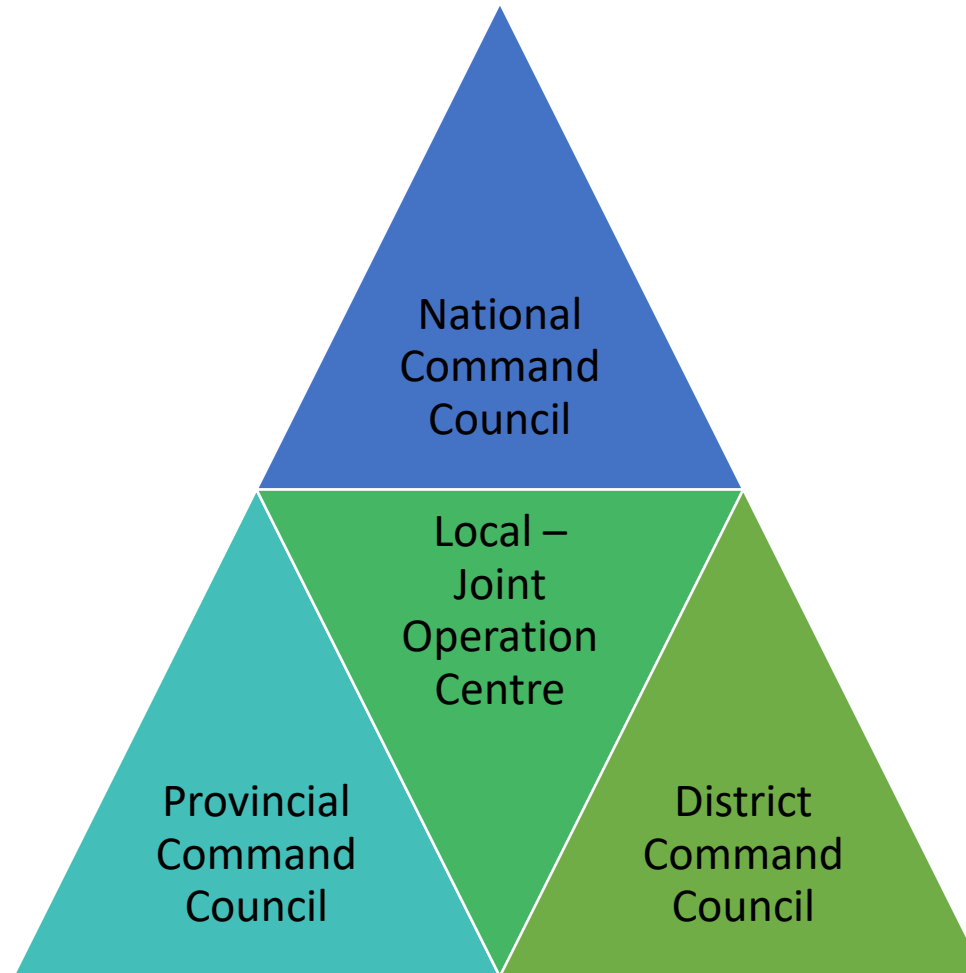 National
Command
Council
Local –
Joint
Operation
Centre
Provincial
Command
Council
District
Command
Council